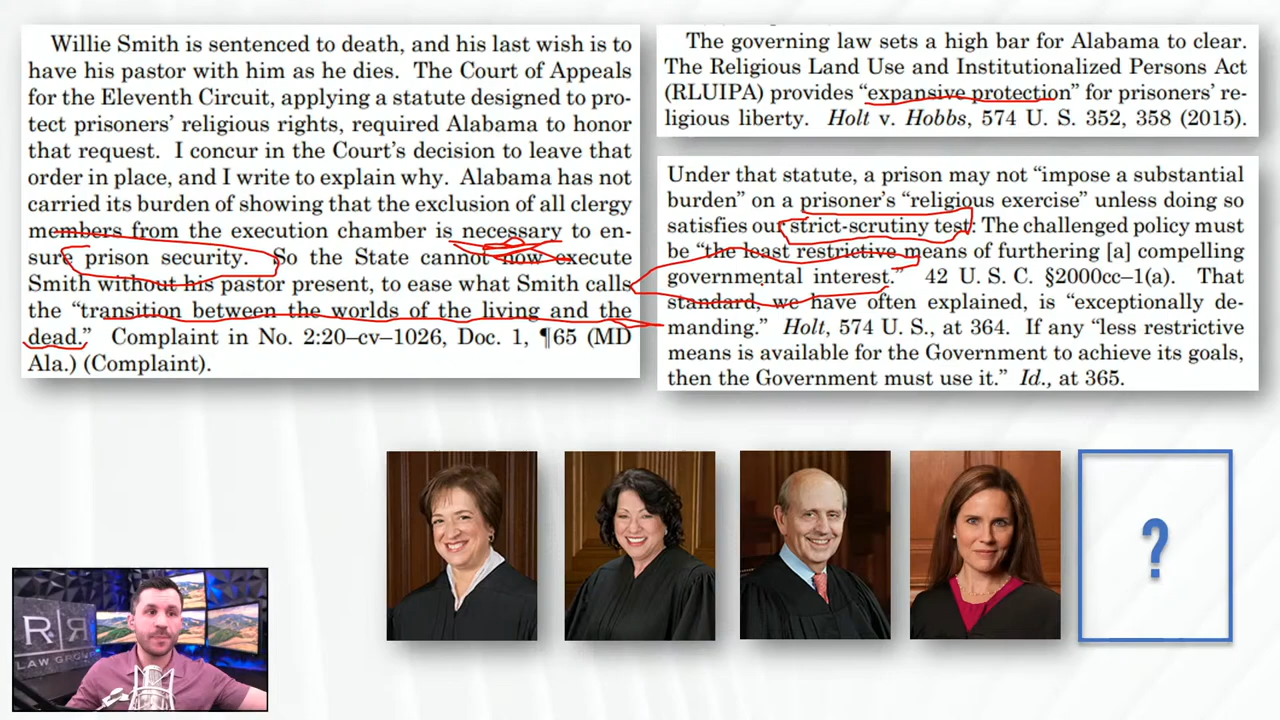 Willie Smith is sentenced to death, and his last wish is to
have his pastor with him as he dies. The Court of Appeals
for the Eleventh Circuit, applying a statute designed to pro-
tect prisoners' religious rights, required Alabama to honor
that request. I concur in the Court's decision to leave that
order in place, and I write to explain why. Alabama has not
carried its burden of showing that the exclusion of all clergy
members from the execution chamber is necessary to en-
sure prison security. So the State cannot now execute
Smith without his pastor present, to ease what Smith calls
the “transition between the worlds of the living and the
dead.” Complaint in No. 2:20–cv–1026, Doc. 1, ¶65 (MD
Ala.) (Complaint).
The governing law sets a high bar for Alabama to clear.
The Religious Land Use and Institutionalized Persons Act
(RLUIPA) provides “expansive protection” for prisoners' re-
ligious liberty. Holt v. Hobbs, 574 U. S. 352, 358 (2015).
Under that statute, a prison may not “impose a substantial
burden” on a prisoner's “religious exercise” unless doing so
satisfies our strict-scrutiny test: The challenged policy must
be “the least restrictive means of furthering [a] compelling
governmental interest.” 42 U. S. C. §2000cc–1(a). That
standard, we have often explained, is “exceptionally de-
manding.” Holt, 574 U. S., at 364. If any “less restrictive
means is available for the Government to achieve its goals,
then the Government must use it.” Id., at 365.
?
R|R
LAW GROUP